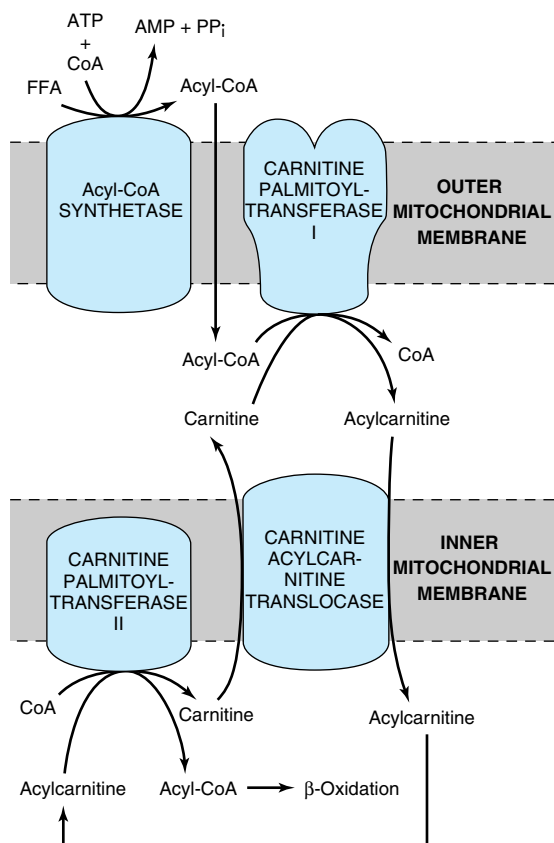 ATP
+
CoA
AMP + PPi
FFA
Acyl-CoA
Acyl-CoA
SYNTHETASE
CARNITINE
PALMITOYL-
TRANSFERASE
I
OUTER
MITOCHONDRIAL
MEMBRANE
Acyl-CoA
CoA
Carnitine
Acylcarnitine
CARNITINE
PALMITOYL-
TRANSFERASE
II
CARNITINE
ACYLCAR-
NITINE
TRANSLOCASE
INNER
MITOCHONDRIAL
MEMBRANE
CoA
Carnitine
Acylcarnitine
Acylcarnitine
Acyl-CoA
β-Oxidation